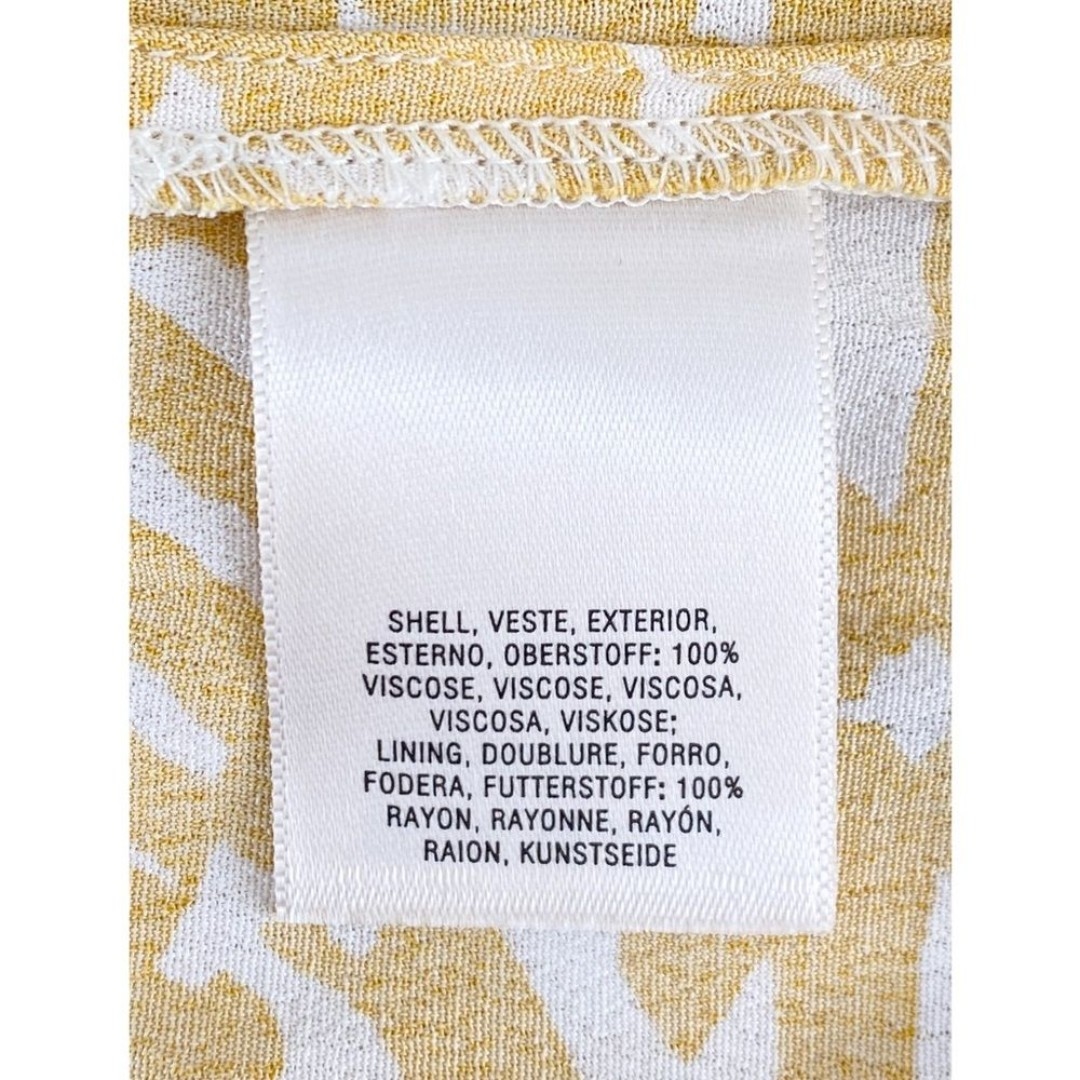 SHELL, VESTE, EXTERIOR,
ESTERNO, OBERSTOFF: 100%
VISCOSE, VISCOSE, VISCOSA,
VISCOSA, VISKOSE;
LINING, DOUBLURE, FORRO,
FODERA, FUTTERSTOFF: 100%
RAYON, RAYONNE, RAYÓN,
RAION, KUNSTSEIDE